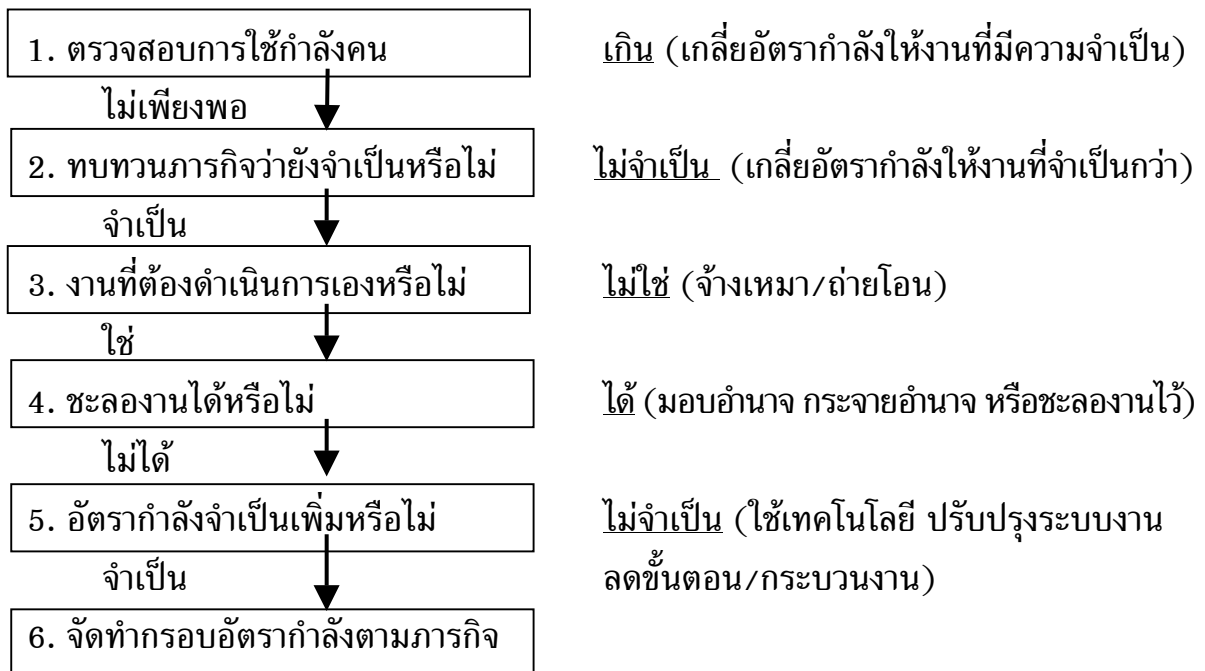 1. ตรวจสอบการใช้กำลังคน
เกิน (เกลี่ยอัตรากำลังให้งานที่มีความจำเป็น)
ไม่เพียงพอ
2. ทบทวนภารกิจว่ายังจำเป็นหรือไม่
ไม่จำเป็น (เกลี่ยอัตรากำลังให้งานที่จำเป็นกว่า)
จำเป็น
3. งานที่ต้องดำเนินการเองหรือไม่
ไม่ใช่ (จ้างเหมา/ถ่ายโอน)
ใช่
4. ชะลองานได้หรือไม่
ได้ (มอบอำนาจ กระจายอำนาจ หรือชะลองานไว้)
ไม่ได้
5. อัตรากำลังจำเป็นเพิ่มหรือไม่
ไม่จำเป็น (ใช้เทคโนโลยี ปรับปรุงระบบงาน
ลดขั้นตอน/กระบวนงาน)
จำเป็น
6. จัดทำกรอบอัตรากำลังตามภารกิจ